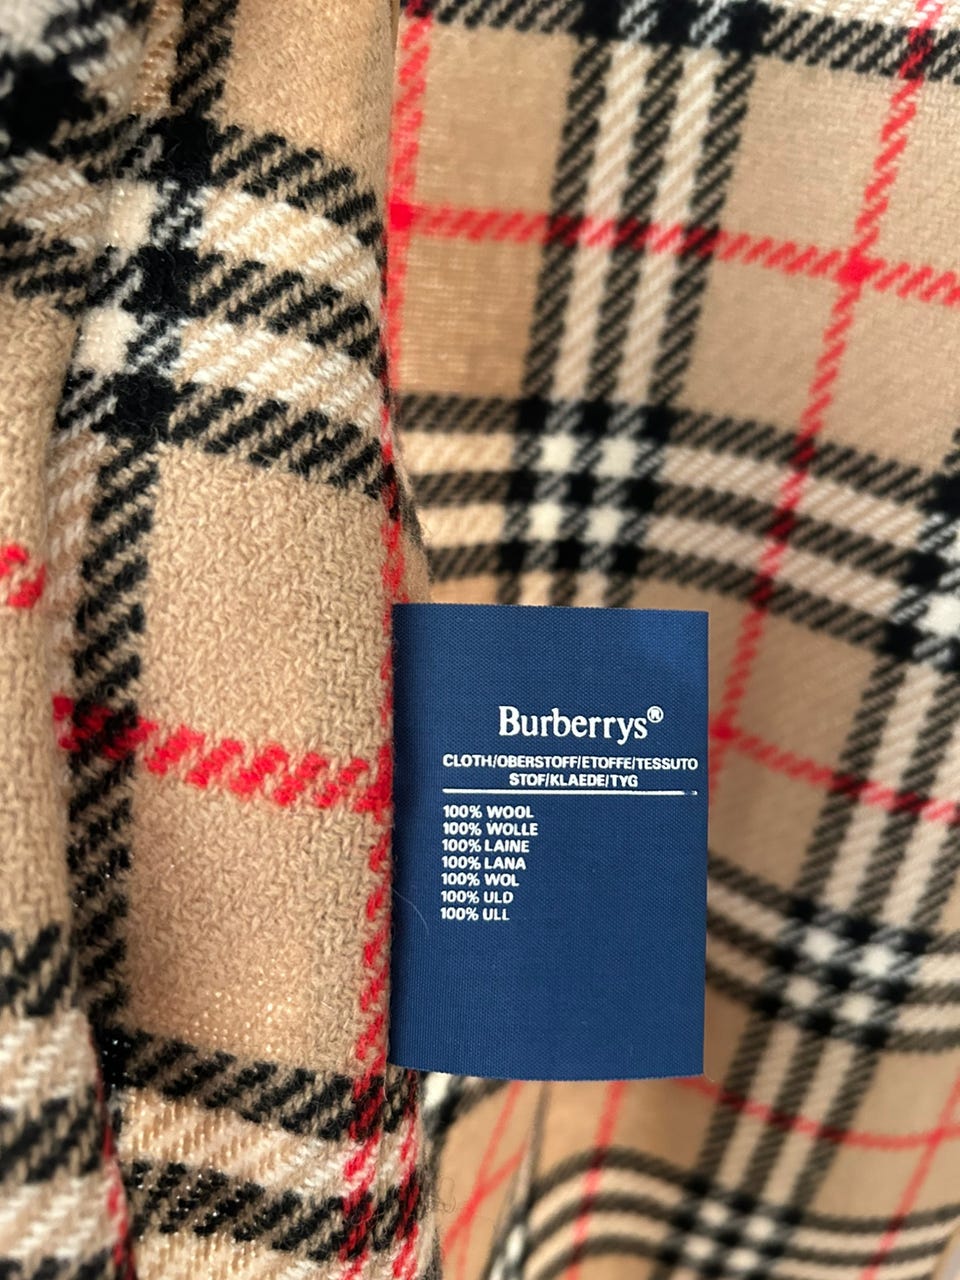 Burberrys®
CLOTH/OBERSTOFF/ETOFFE/TESSUTO
STOF/KLAEDE/TYG
100% WOOL
100% WOLLE
100% LAINE
100% LANA
100% WOL
100% ULD
100% ULL